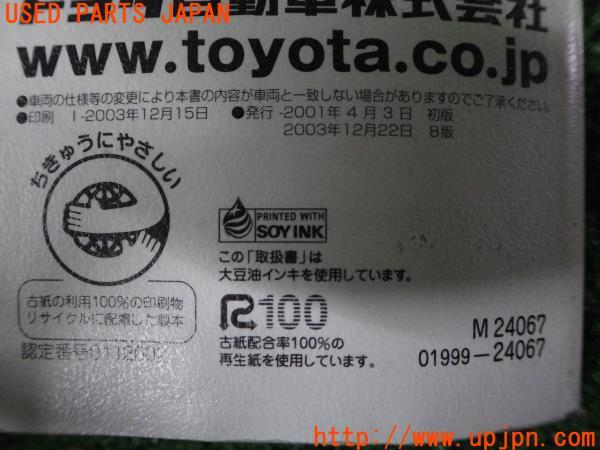 USED PARTS JAPAN
自動車株式会社
www.toyota.co.jp
●車両の仕様等の変更により本書の内容が車両と一致しない場合がありますのでご了承ください。
●印刷 I-2003年12月15日 ●発行-2001年4月3日 初版
2003年12月22日 8版
ちきゅうにやさしい
PRINTED WITH
SOY INK
この「取扱書」は
大豆油インキを使用しています。
古紙の利用100%の印刷物
リサイクルに配慮した製本
認定番号
R100
古紙配合率100%の
再生紙を使用しています。
M 24067
01999-24067
http://www.upjpn.com/